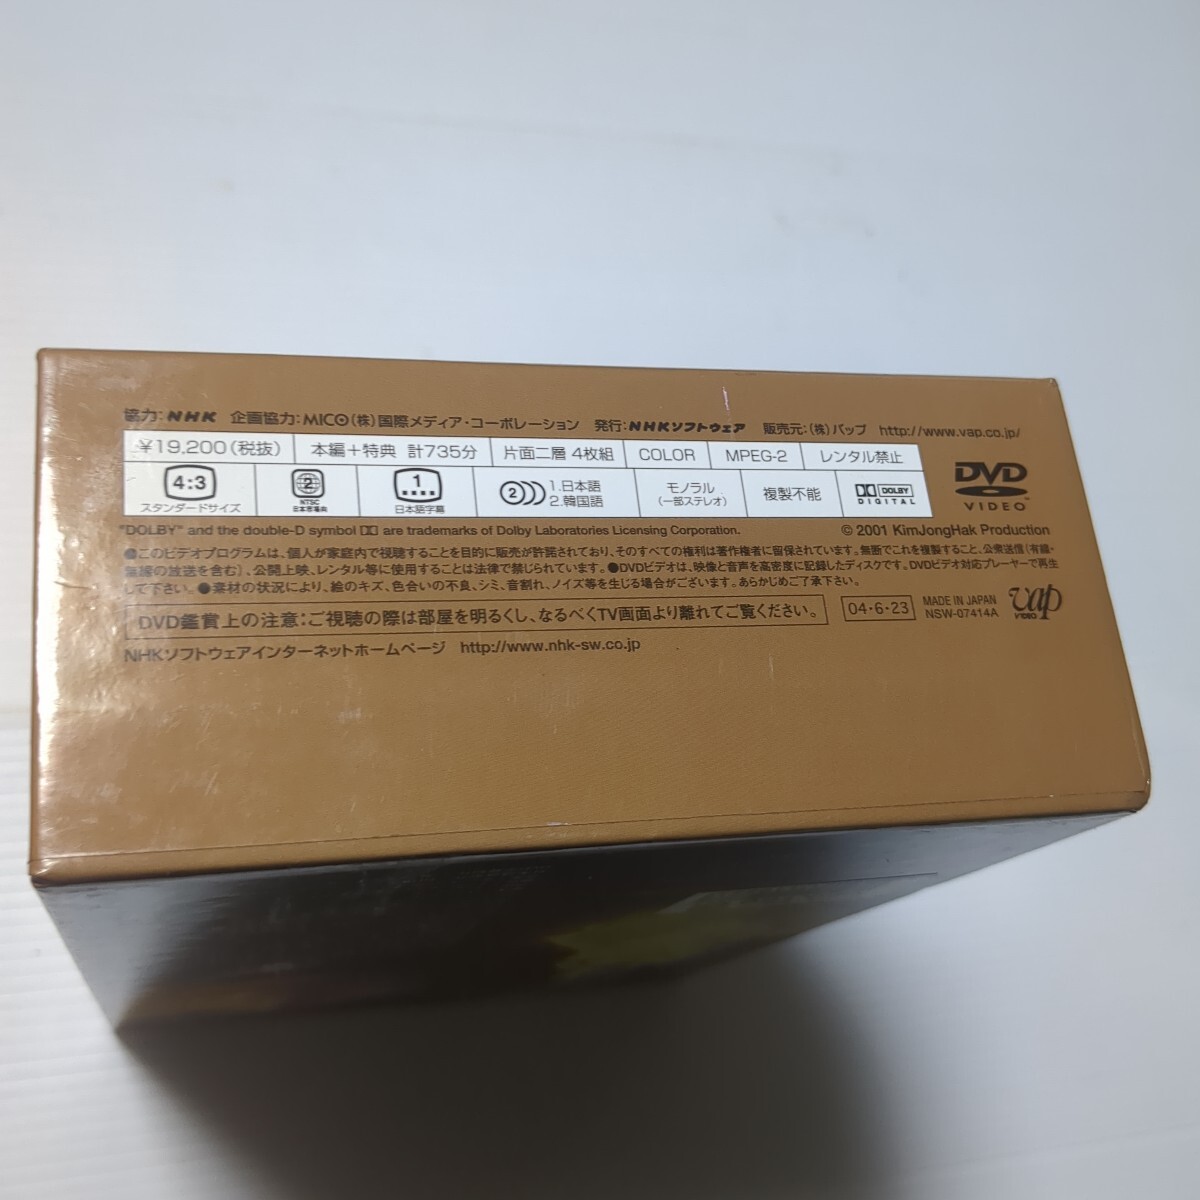 協力:NHK 企画協力:MICO(株)国際メディア・コーポレーション 発行:NHKソフトウェア 販売元:(株)バップ http://www.vap.co.jp/
¥19,200(税抜) 本編+特典 計735分 片面二層 4枚組 COLOR MPEG-2 レンタル禁止
4:3 スタンダードサイズ
2 NTSC 日本市場向
1 日本語字幕
2 1.日本語 2.韓国語
モノラル (一部ステレオ)
複製不能
DOLBY DIGITAL
DVD VIDEO
"DOLBY" and the double-D symbol are trademarks of Dolby Laboratories Licensing Corporation. © 2001 KimJongHak Production
●このビデオプログラムは、個人が家庭内で視聴することを目的に販売が許諾されており、そのすべての権利は著作権者に留保されています。無断でこれを複製すること、公衆送信(有線・
無線の放送を含む)、公開上映、レンタル等に使用することは法律で禁じられています。●DVDビデオは、映像と音声を高密度に記録したディスクです。DVDビデオ対応プレーヤーで再生
して下さい。●素材の状況により、絵のキズ、色合いの不良、シミ、音割れ、ノイズ等を生じる場合がございます。あらかじめご了承下さい。
DVD鑑賞上の注意:ご視聴の際は部屋を明るくし、なるべくTV画面より離れてご覧ください。 04・6・23 MADE IN JAPAN NSW-07414A vap VIDEO
NHKソフトウェアインターネットホームページ http://www.nhk-sw.co.jp